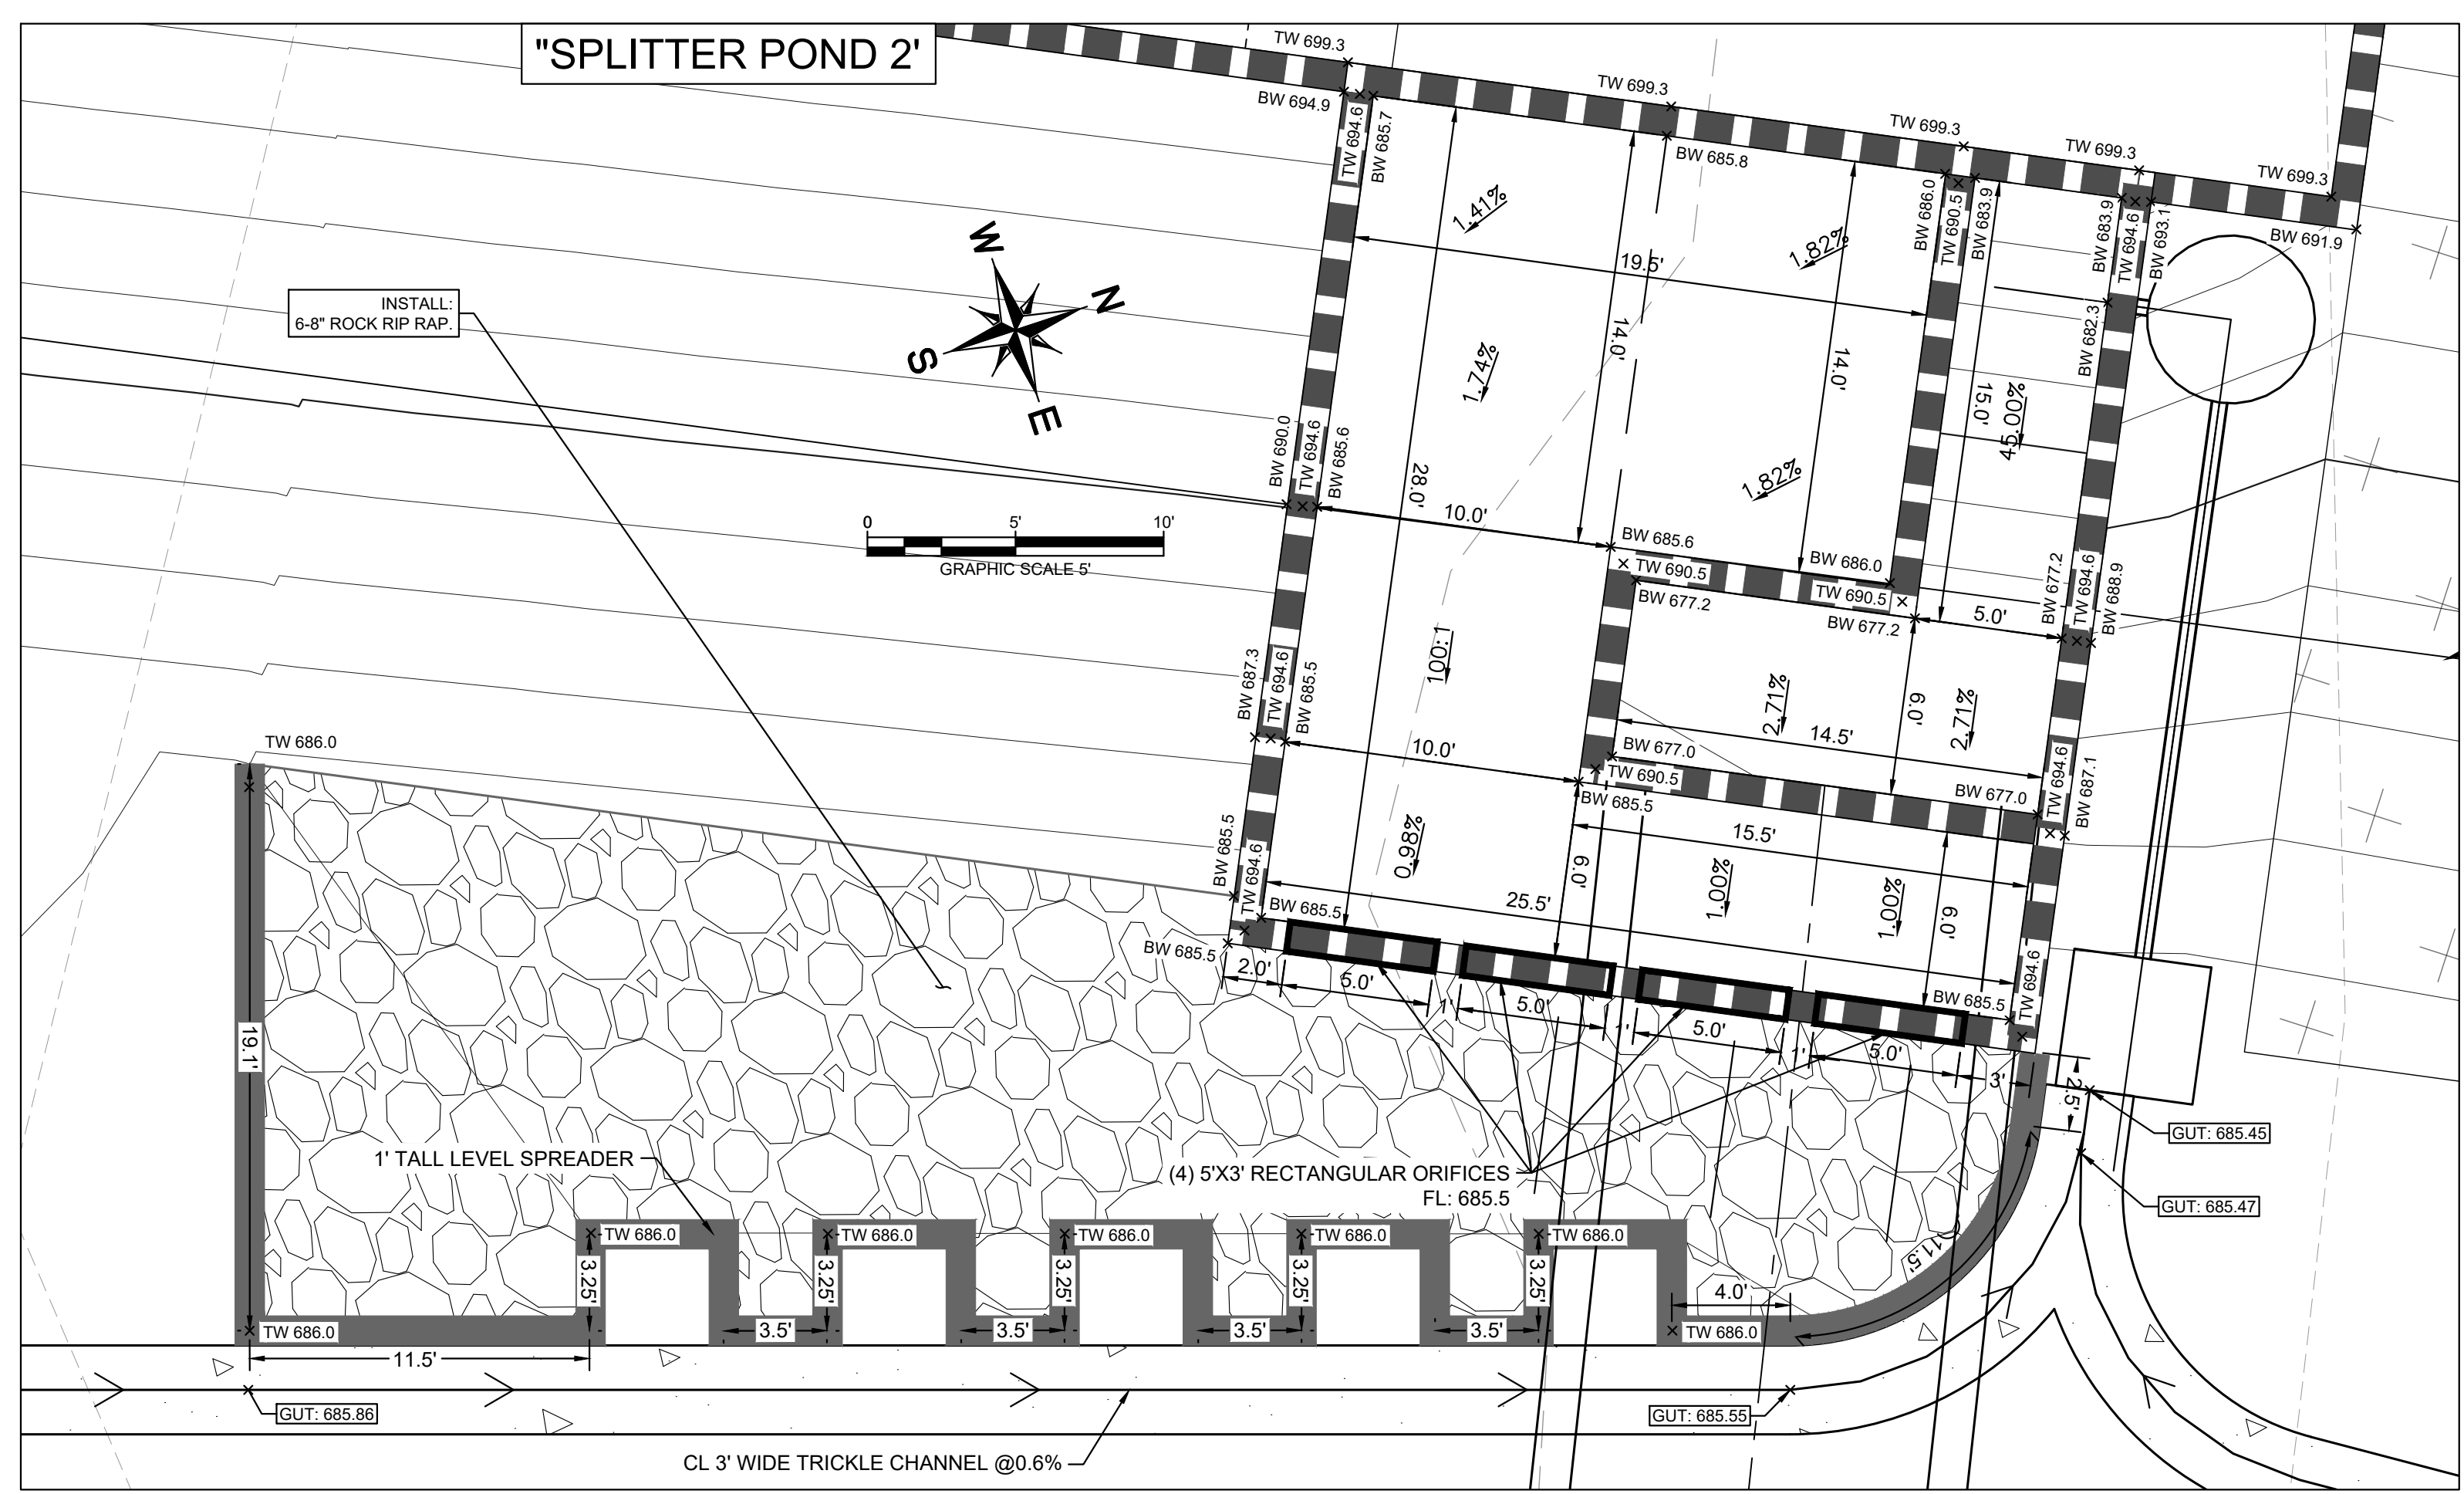 "SPLITTER POND 2'
TW 699.3
TW 699.3
TW 699.3
TW 699.3
TW 699.3
BW 694.9
TW 694.6
BW 685.7
BW 685.8
BW 686.0
TW 690.5
BW 683.9
BW 683.9
TW 694.6
BW 693.1
BW 691.9
1.41%
1.82%
19.5'
W
N
S
E
INSTALL:
6-8" ROCK RIP RAP.
14.0'
14.0'
BW 682.3
15.0'
45.00%
1.74%
28.0'
BW 690.0
TW 694.6
BW 685.6
1.82%
10.0'
0
5'
10'
GRAPHIC SCALE 5'
BW 685.6
TW 690.5
BW 677.2
BW 686.0
TW 690.5
BW 677.2
5.0'
BW 677.2
TW 694.6
BW 688.9
100:1
BW 687.3
TW 694.6
BW 685.5
2.71%
6.0'
2.71%
14.5'
10.0'
TW 686.0
BW 677.0
TW 690.5
BW 685.5
BW 677.0
TW 694.6
BW 687.1
0.98%
15.5'
6.0'
1.00%
1.00%
6.0'
BW 685.5
TW 694.6
BW 685.5
25.5'
BW 685.5
BW 685.5
TW 694.6
2.0'
5.0'
1'
5.0'
1'
5.0'
1'
5.0'
3'
2.5'
19.1'
GUT: 685.45
1' TALL LEVEL SPREADER
(4) 5'X3' RECTANGULAR ORIFICES
FL: 685.5
GUT: 685.47
TW 686.0
TW 686.0
TW 686.0
TW 686.0
TW 686.0
3.25'
3.25'
3.25'
3.25'
3.25'
11.5'
4.0'
TW 686.0
3.5'
3.5'
3.5'
3.5'
TW 686.0
11.5'
GUT: 685.86
GUT: 685.55
CL 3' WIDE TRICKLE CHANNEL @0.6%